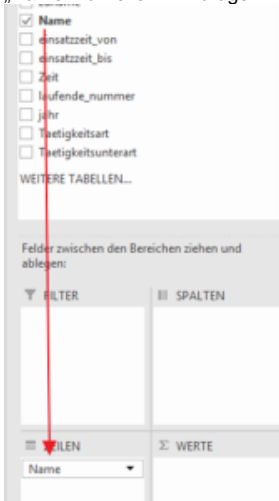 Name
einsatzzeit_von
einsatzzeit_bis
Zeit
laufende_nummer
jahr
Taetigkeitsart
Taetigkeitsunterart
WEITERE TABELLEN...
Felder zwischen den Bereichen ziehen und
ablegen:
FILTER
SPALTEN
ZEILEN
Σ WERTE
Name